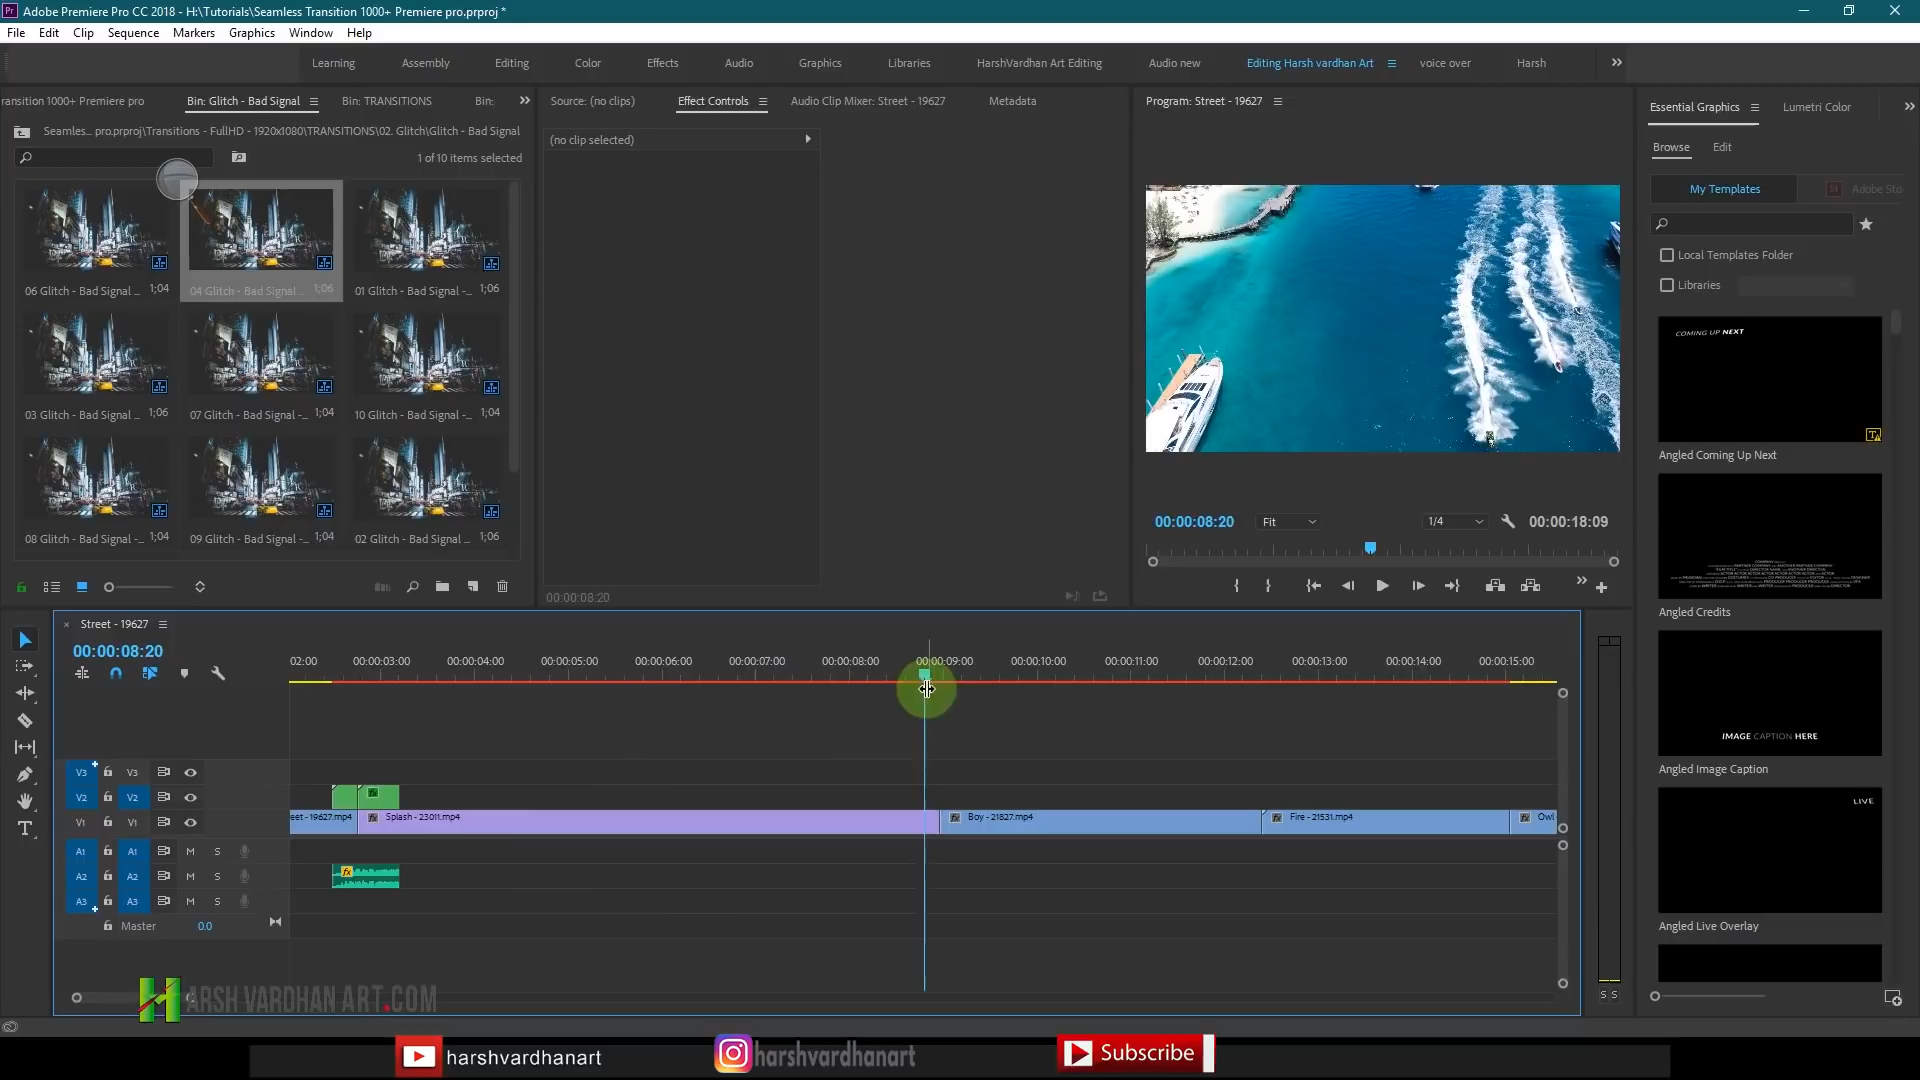 Pr Adobe Premiere Pro CC 2018 - H:\Tutorials\Seamless Transition 1000+ Premiere pro.prproj *
File Edit Clip Sequence Markers Graphics Window Help
Learning Assembly Editing Color Effects Audio Graphics Libraries HarshVardhan Art Editing Audio new Editing Harsh vardhan Art voice over Harsh
ransition 1000+ Premiere pro Bin: Glitch - Bad Signal Bin: TRANSITIONS Bin:
Seamles... pro.prproj\Transitions - FullHD - 1920x1080\TRANSITIONS\02. Glitch\Glitch - Bad Signal
1 of 10 items selected
06 Glitch - Bad Signal ... 1;04 04 Glitch - Bad Signal... 1;06 01 Glitch - Bad Signal -... 1;06
03 Glitch - Bad Signal ... 1;06 07 Glitch - Bad Signal -... 1;04 10 Glitch - Bad Signal -... 1;04
08 Glitch - Bad Signal -... 1;04 09 Glitch - Bad Signal -... 1;04 02 Glitch - Bad Signal ... 1;06
Source: (no clips) Effect Controls Audio Clip Mixer: Street - 19627 Metadata
(no clip selected)
00:00:08:20
Program: Street - 19627
00:00:08:20 Fit 1/4 00:00:18:09
Essential Graphics Lumetri Color
Browse Edit
My Templates Adobe Sto
Local Templates Folder
Libraries
COMING UP NEXT
Angled Coming Up Next
Angled Credits
IMAGE CAPTION HERE
Angled Image Caption
LIVE
Angled Live Overlay
Street - 19627
00:00:08:20
02:00 00:00:03:00 00:00:04:00 00:00:05:00 00:00:06:00 00:00:07:00 00:00:08:00 00:00:09:00 00:00:10:00 00:00:11:00 00:00:12:00 00:00:13:00 00:00:14:00 00:00:15:00
V3 V3
V2 V2 fx
V1 V1 eet - 19627.mp4 fx Splash - 23011.mp4 fx Boy - 21827.mp4 fx Fire - 21531.mp4 fx Owl
A1 A1 M S
A2 A2 M S fx
A3 A3 M S
Master 0.0
S S
HARSH VARDHAN ART.COM
harshvardhanart harshvardhanart Subscribe